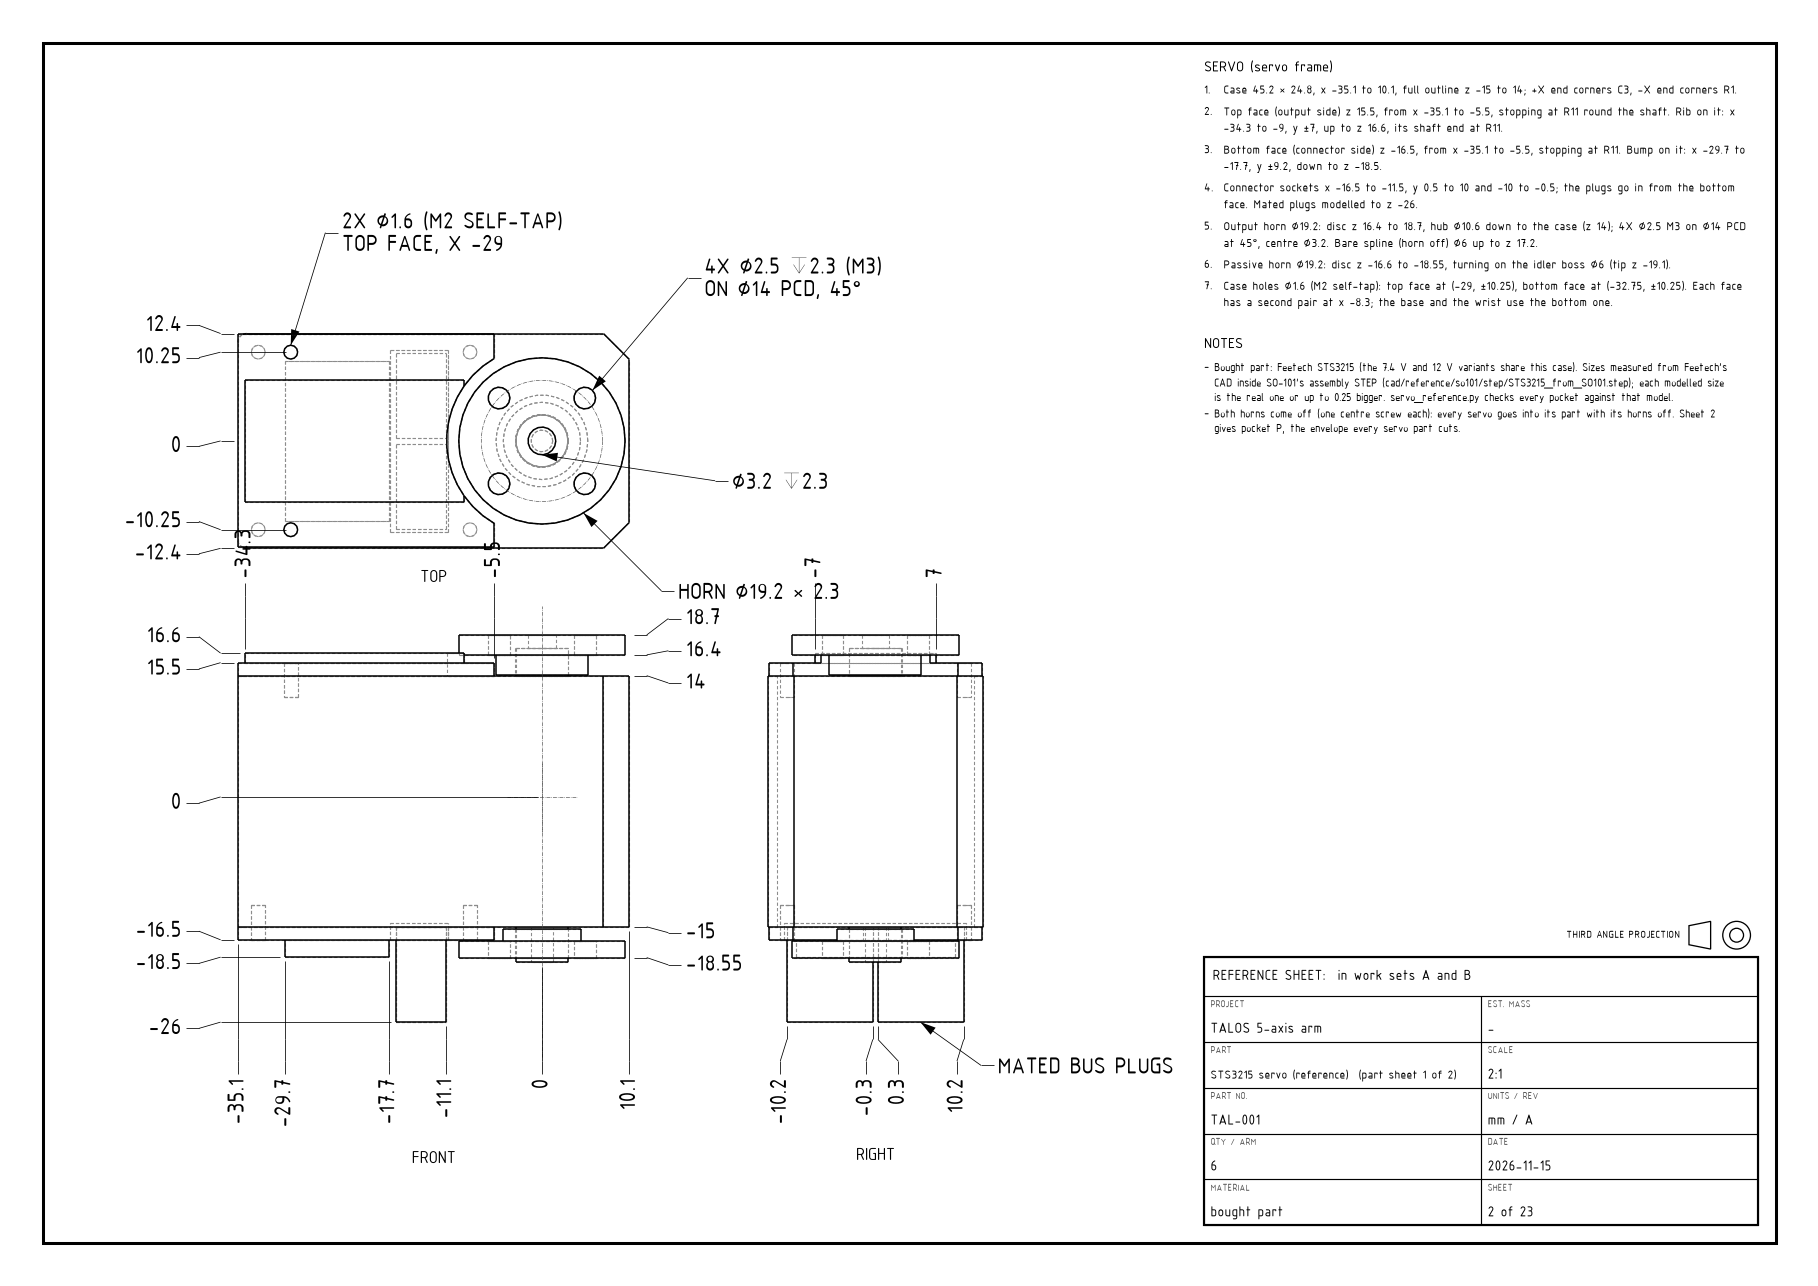 SERVO (servo frame)
1. Case 45.2 × 24.8, x -35.1 to 10.1, full outline z -15 to 14; +X end corners C3, -X end corners R1.
2. Top face (output side) z 15.5, from x -35.1 to -5.5, stopping at R11 round the shaft. Rib on it: x
-34.3 to -9, y ±7, up to z 16.6, its shaft end at R11.
3. Bottom face (connector side) z -16.5, from x -35.1 to -5.5, stopping at R11. Bump on it: x -29.7 to
-17.7, y ±9.2, down to z -18.5.
4. Connector sockets x -16.5 to -11.5, y 0.5 to 10 and -10 to -0.5; the plugs go in from the bottom
face. Mated plugs modelled to z -26.
5. Output horn Ø19.2: disc z 16.4 to 18.7, hub Ø10.6 down to the case (z 14); 4X Ø2.5 M3 on Ø14 PCD
at 45°, centre Ø3.2. Bare spline (horn off) Ø6 up to z 17.2.
6. Passive horn Ø19.2: disc z -16.6 to -18.55, turning on the idler boss Ø6 (tip z -19.1).
7. Case holes Ø1.6 (M2 self-tap): top face at (-29, ±10.25), bottom face at (-32.75, ±10.25). Each face
has a second pair at x -8.3; the base and the wrist use the bottom one.
NOTES
- Bought part: Feetech STS3215 (the 7.4 V and 12 V variants share this case). Sizes measured from Feetech's
CAD inside SO-101's assembly STEP (cad/reference/so101/step/STS3215_from_SO101.step); each modelled size
is the real one or up to 0.25 bigger. servo_reference.py checks every pocket against that model.
- Both horns come off (one centre screw each): every servo goes into its part with its horns off. Sheet 2
gives pocket P, the envelope every servo part cuts.
2X Ø1.6 (M2 SELF-TAP)
TOP FACE, X -29
4X Ø2.5 ↧2.3 (M3)
ON Ø14 PCD, 45°
12.4
10.25
0
-10.25
-12.4
Ø3.2 ↧2.3
-34.3
-5.5
TOP
HORN Ø19.2 × 2.3
-7
7
16.6
15.5
0
-16.5
-18.5
-26
18.7
16.4
14
-15
-18.55
-35.1
-29.7
-17.7
-11.1
0
10.1
FRONT
-10.2
-0.3
0.3
10.2
MATED BUS PLUGS
RIGHT
THIRD ANGLE PROJECTION
REFERENCE SHEET: in work sets A and B
PROJECT
TALOS 5-axis arm
EST. MASS
-
PART
STS3215 servo (reference) (part sheet 1 of 2)
SCALE
2:1
PART NO.
TAL-001
UNITS / REV
mm / A
QTY / ARM
6
DATE
2026-11-15
MATERIAL
bought part
SHEET
2 of 23